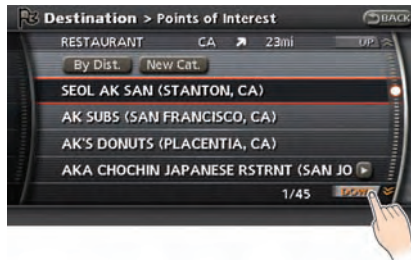 Destination > Points of Interest BACK
RESTAURANT CA 23mi UP
By Dist. New Cat.
SEOL AK SAN (STANTON, CA)
AK SUBS (SAN FRANCISCO, CA)
AK'S DONUTS (PLACENTIA, CA)
AKA CHOCHIN JAPANESE RSTRNT (SAN JO
1/45 DOWN